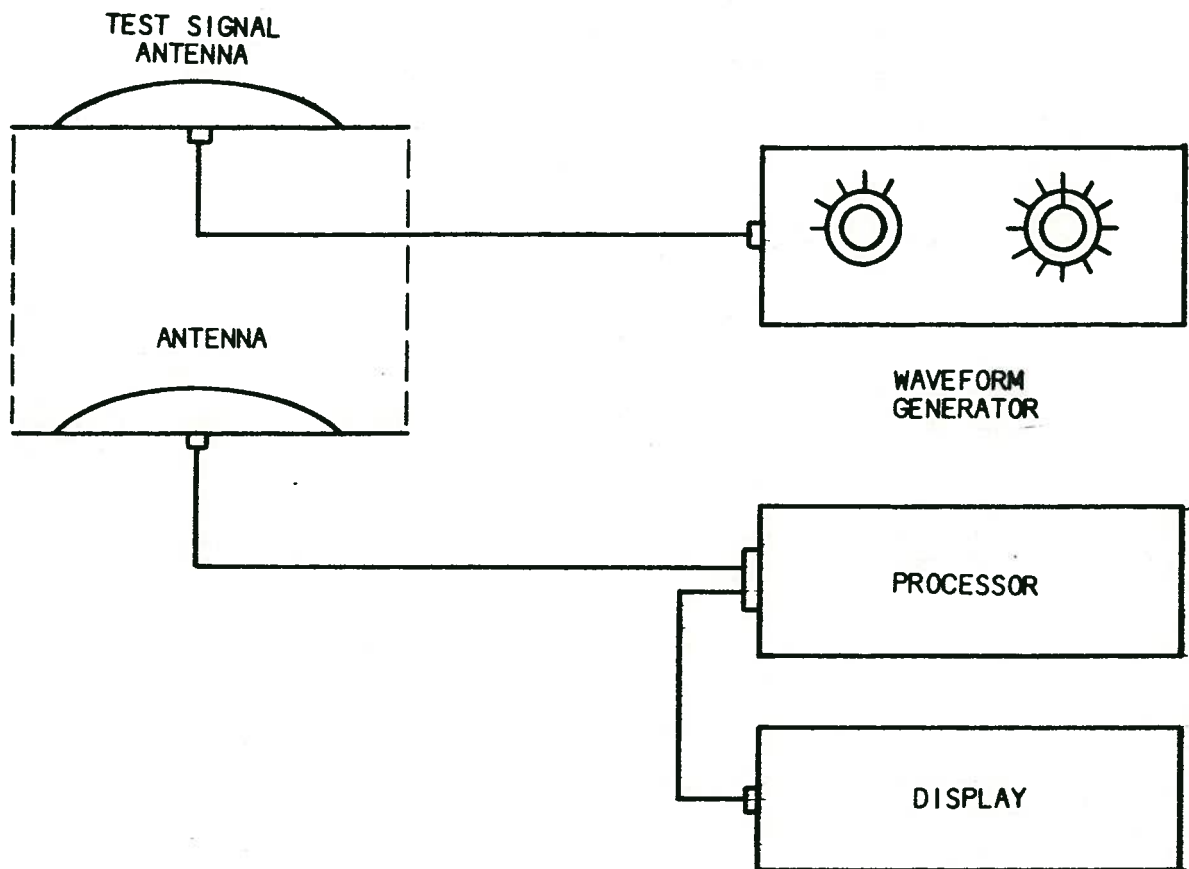 TEST SIGNAL
ANTENNA
ANTENNA
WAVEFORM
GENERATOR
PROCESSOR
DISPLAY